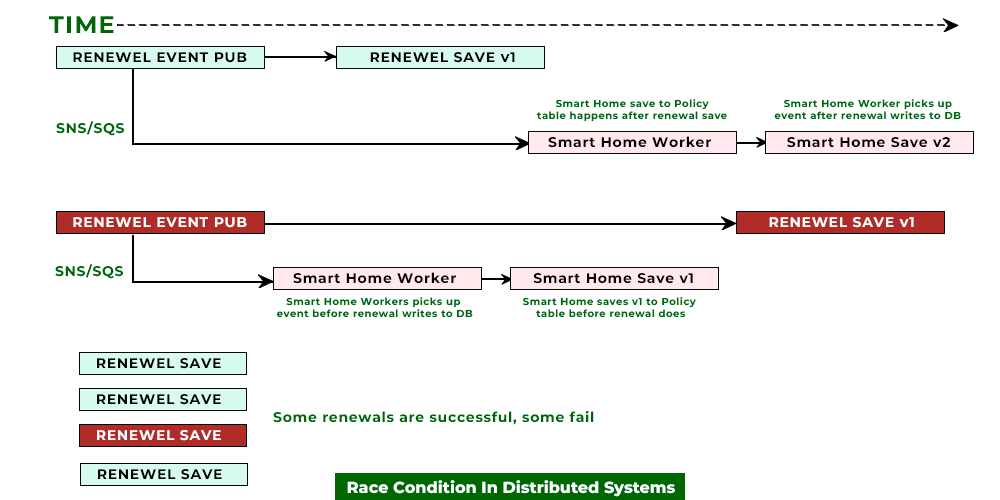 TIME
RENEWEL EVENT PUB
RENEWEL SAVE v1
Smart Home save to Policy
table happens after renewal save
Smart Home Worker picks up
event after renewal writes to DB
SNS/SQS
Smart Home Worker
Smart Home Save v2
RENEWEL EVENT PUB
RENEWEL SAVE v1
SNS/SQS
Smart Home Worker
Smart Home Save v1
Smart Home Workers picks up
event before renewal writes to DB
Smart Home saves v1 to Policy
table before renewal does
RENEWEL SAVE
RENEWEL SAVE
Some renewals are successful, some fail
RENEWEL SAVE
RENEWEL SAVE
Race Condition In Distributed Systems